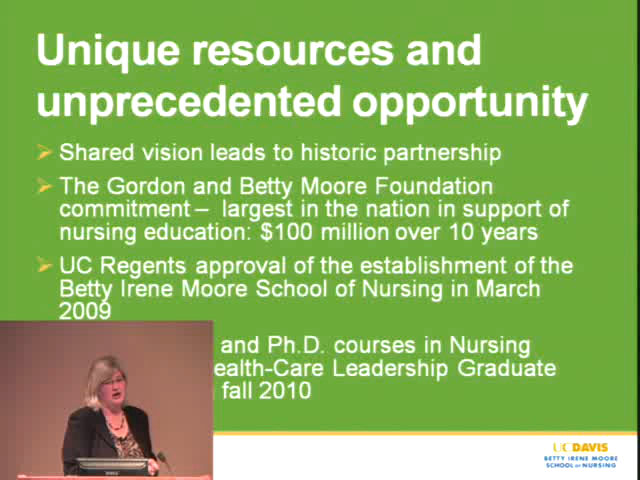 Unique resources and
unprecedented opportunity
Shared vision leads to historic partnership
The Gordon and Betty Moore Foundation
commitment – largest in the nation in support of
nursing education: $100 million over 10 years
UC Regents approval of the establishment of the
Betty Irene Moore School of Nursing in March
2009
and Ph.D. courses in Nursing
ealth-Care Leadership Graduate
fall 2010
UC DAVIS
BETTY IRENE MOORE
SCHOOL OF NURSING